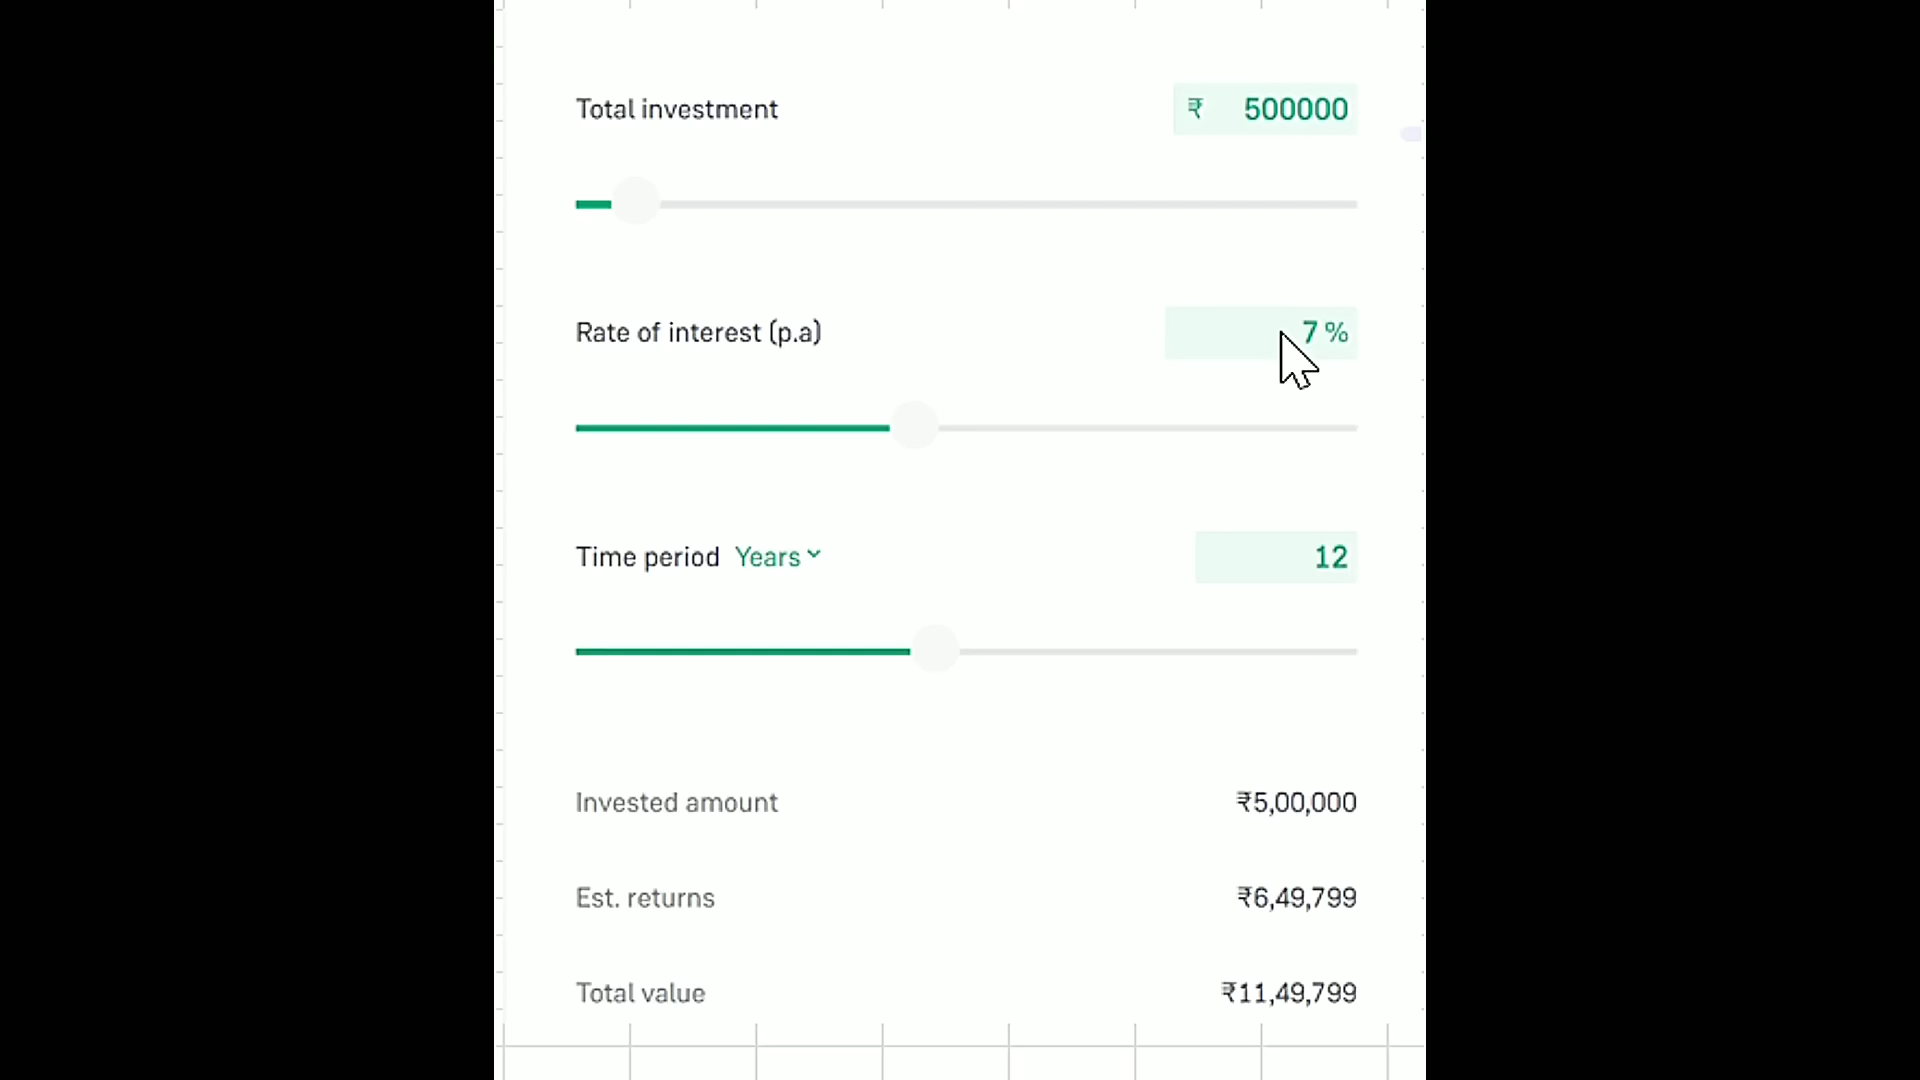 Total investment ₹ 500000
Rate of interest (p.a) 7 %
Time period Years 12
Invested amount ₹5,00,000
Est. returns ₹6,49,799
Total value ₹11,49,799